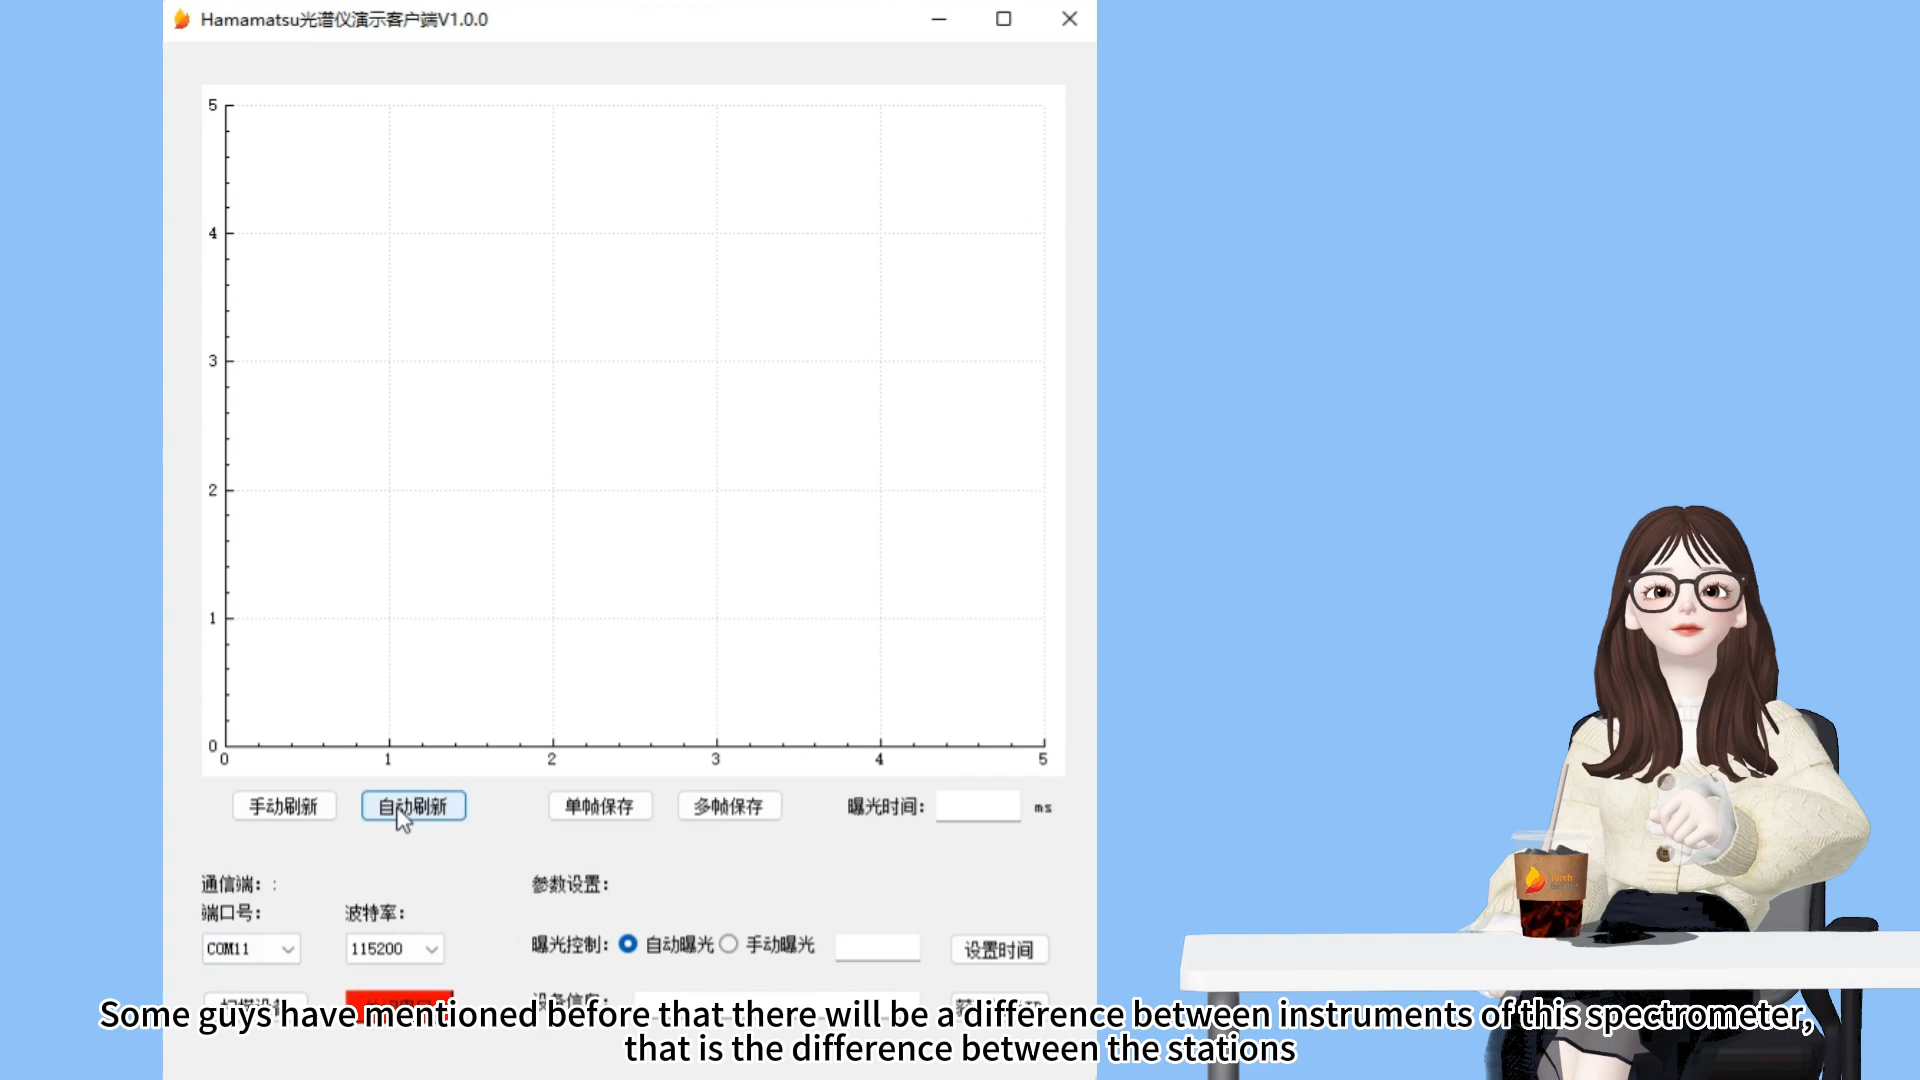 Hamamatsu光谱仪演示客户端V1.0.0
5
4
3
2
1
0
0 1 2 3 4 5
手动刷新 自动刷新 单帧保存 多帧保存 曝光时间: ms
通信端: : 参数设置:
端口号: 波特率:
COM11 115200 曝光控制: 自动曝光 手动曝光 设置时间
设备信息:
Some guys have mentioned before that there will be a difference between instruments of this spectrometer,
that is the difference between the stations
Torch